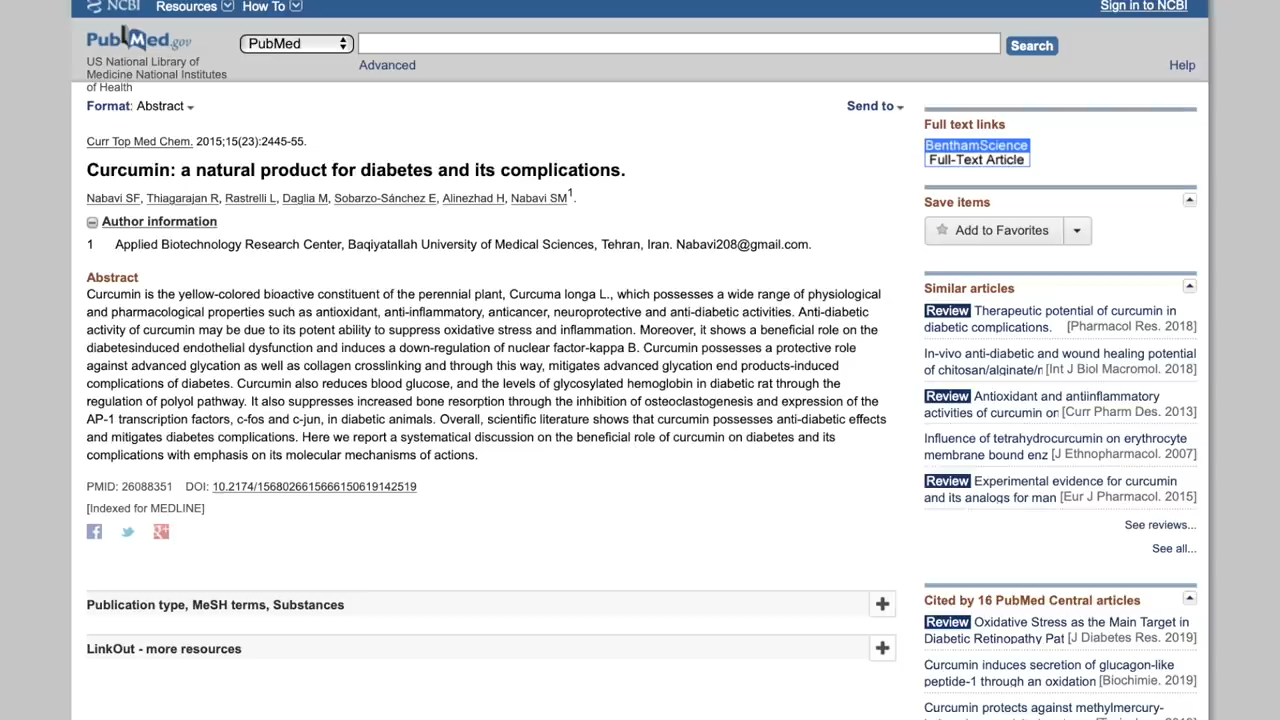 NCBI Resources How To Sign in to NCBI
PubMed.gov
US National Library of
Medicine National Institutes
of Health
PubMed Search
Advanced Help
Format: Abstract Send to
Curr Top Med Chem. 2015;15(23):2445-55.
Curcumin: a natural product for diabetes and its complications.
Nabavi SF, Thiagarajan R, Rastrelli L, Daglia M, Sobarzo-Sánchez E, Alinezhad H, Nabavi SM1.
Author information
1 Applied Biotechnology Research Center, Baqiyatallah University of Medical Sciences, Tehran, Iran. Nabavi208@gmail.com.
Abstract
Curcumin is the yellow-colored bioactive constituent of the perennial plant, Curcuma longa L., which possesses a wide range of physiological
and pharmacological properties such as antioxidant, anti-inflammatory, anticancer, neuroprotective and anti-diabetic activities. Anti-diabetic
activity of curcumin may be due to its potent ability to suppress oxidative stress and inflammation. Moreover, it shows a beneficial role on the
diabetesinduced endothelial dysfunction and induces a down-regulation of nuclear factor-kappa B. Curcumin possesses a protective role
against advanced glycation as well as collagen crosslinking and through this way, mitigates advanced glycation end products-induced
complications of diabetes. Curcumin also reduces blood glucose, and the levels of glycosylated hemoglobin in diabetic rat through the
regulation of polyol pathway. It also suppresses increased bone resorption through the inhibition of osteoclastogenesis and expression of the
AP-1 transcription factors, c-fos and c-jun, in diabetic animals. Overall, scientific literature shows that curcumin possesses anti-diabetic effects
and mitigates diabetes complications. Here we report a systematical discussion on the beneficial role of curcumin on diabetes and its
complications with emphasis on its molecular mechanisms of actions.
PMID: 26088351 DOI: 10.2174/1568026615666150619142519
[Indexed for MEDLINE]
Publication type, MeSH terms, Substances
LinkOut - more resources
Full text links
BenthamScience
Full-Text Article
Save items
Add to Favorites
Similar articles
Review Therapeutic potential of curcumin in
diabetic complications. [Pharmacol Res. 2018]
In-vivo anti-diabetic and wound healing potential
of chitosan/alginate/r [Int J Biol Macromol. 2018]
Review Antioxidant and antiinflammatory
activities of curcumin or [Curr Pharm Des. 2013]
Influence of tetrahydrocurcumin on erythrocyte
membrane bound enz [J Ethnopharmacol. 2007]
Review Experimental evidence for curcumin
and its analogs for man [Eur J Pharmacol. 2015]
See reviews...
See all...
Cited by 16 PubMed Central articles
Review Oxidative Stress as the Main Target in
Diabetic Retinopathy Pat [J Diabetes Res. 2019]
Curcumin induces secretion of glucagon-like
peptide-1 through an oxidation [Biochimie. 2019]
Curcumin protects against methylmercury-